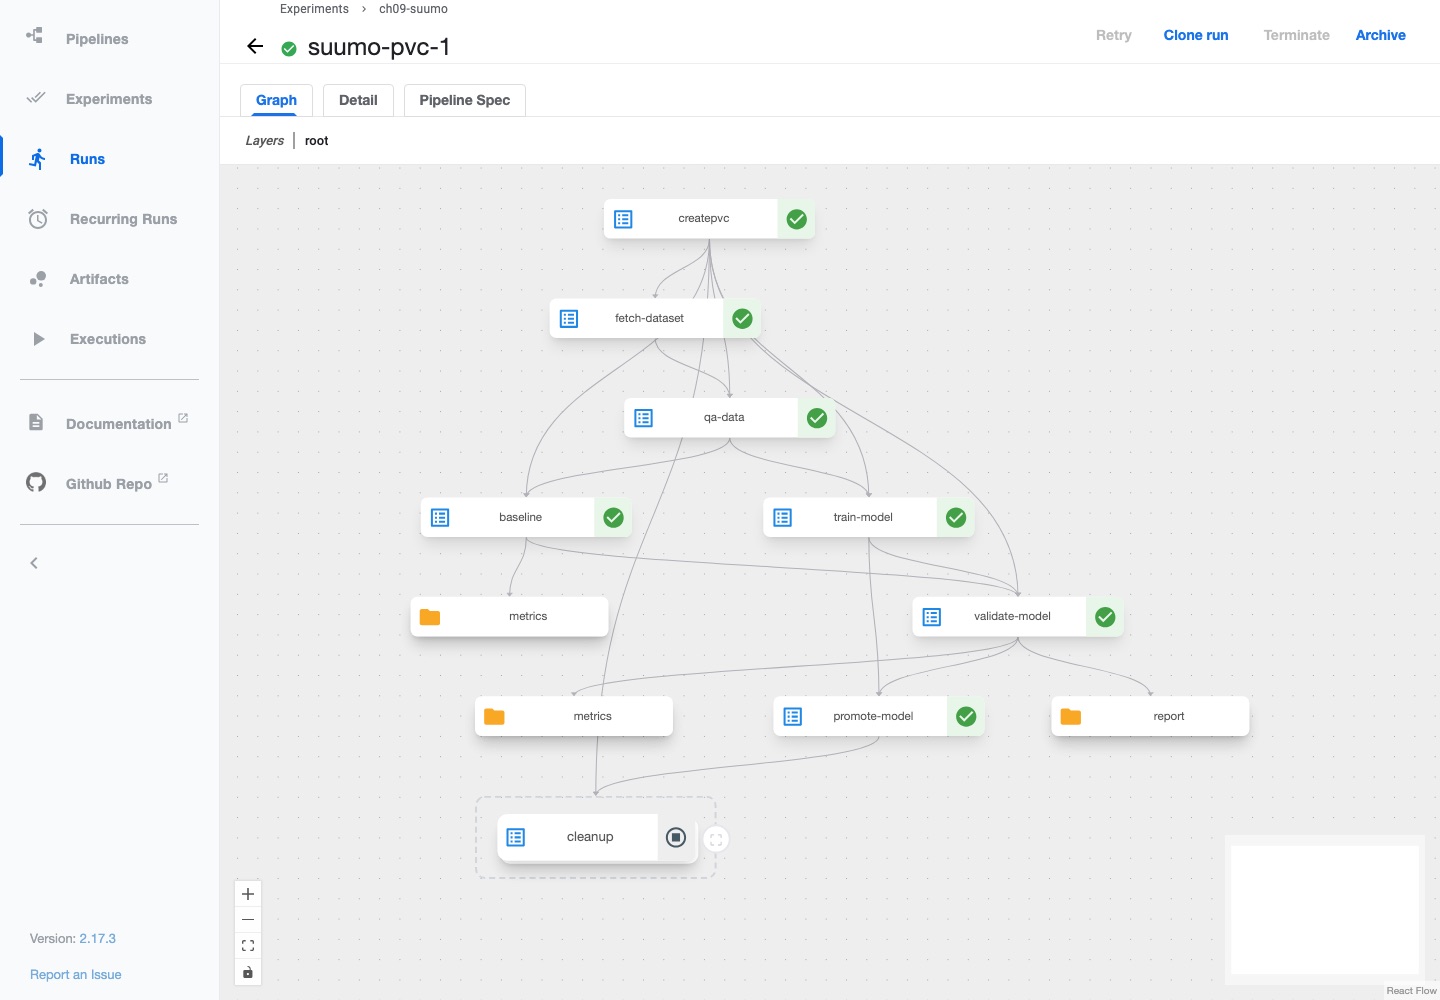 Experiments > ch09-suumo
suumo-pvc-1
Retry
Clone run
Terminate
Archive
Pipelines
Experiments
Runs
Recurring Runs
Artifacts
Executions
Documentation
Github Repo
Version: 2.17.3
Report an Issue
Graph
Detail
Pipeline Spec
Layers | root
createpvc
fetch-dataset
qa-data
baseline
train-model
metrics
validate-model
metrics
promote-model
report
cleanup
React Flow